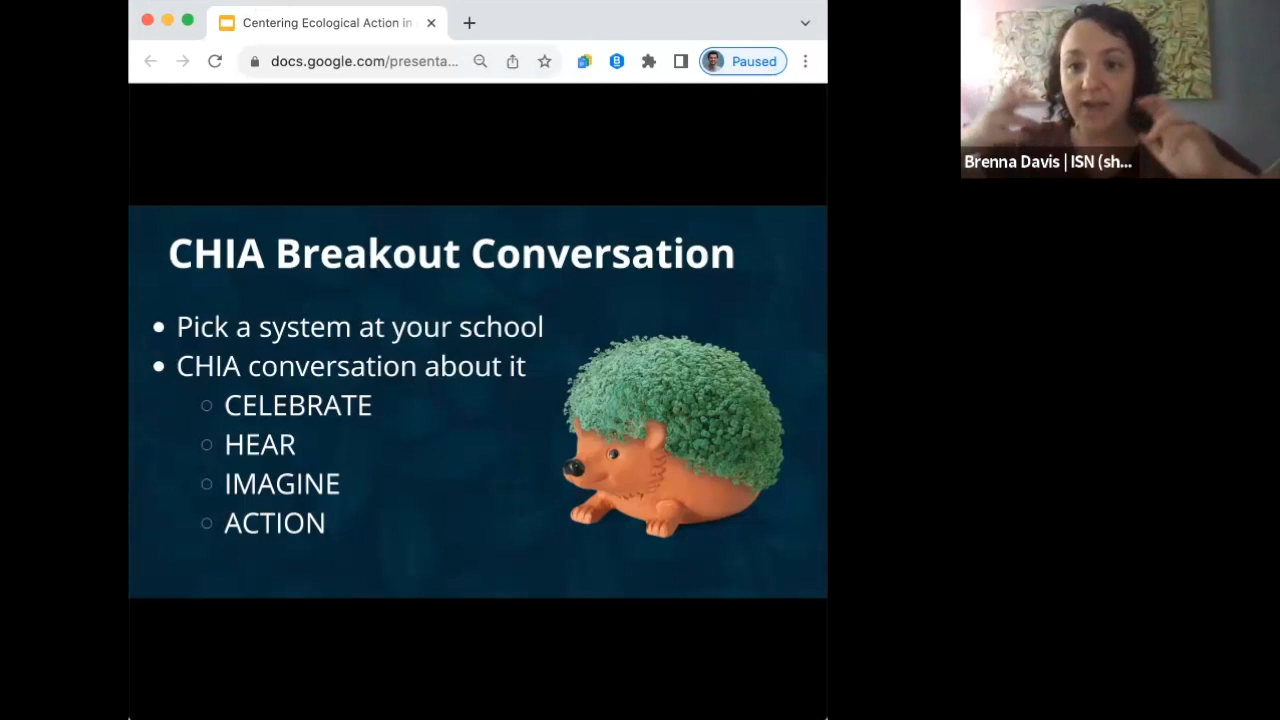 Centering Ecological Action in
docs.google.com/presenta...
Paused
Brenna Davis | ISN (sh...
CHIA Breakout Conversation
Pick a system at your school
CHIA conversation about it
CELEBRATE
HEAR
IMAGINE
ACTION